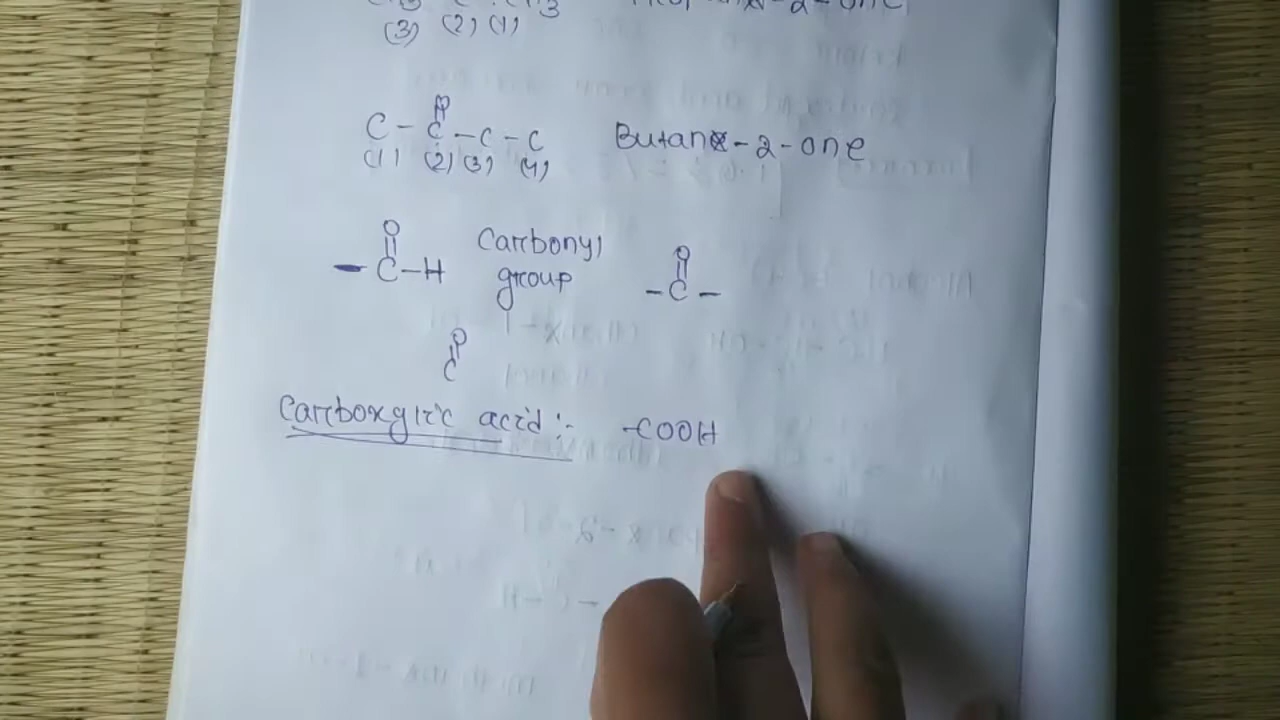 (3) (2) (1)
O
C - C - C - C Butan - 2 - one
(1) (2) (3) (4)
O
- C - H Carbonyl group
O
- C -
O
C
Carboxylic acid :- -COOH